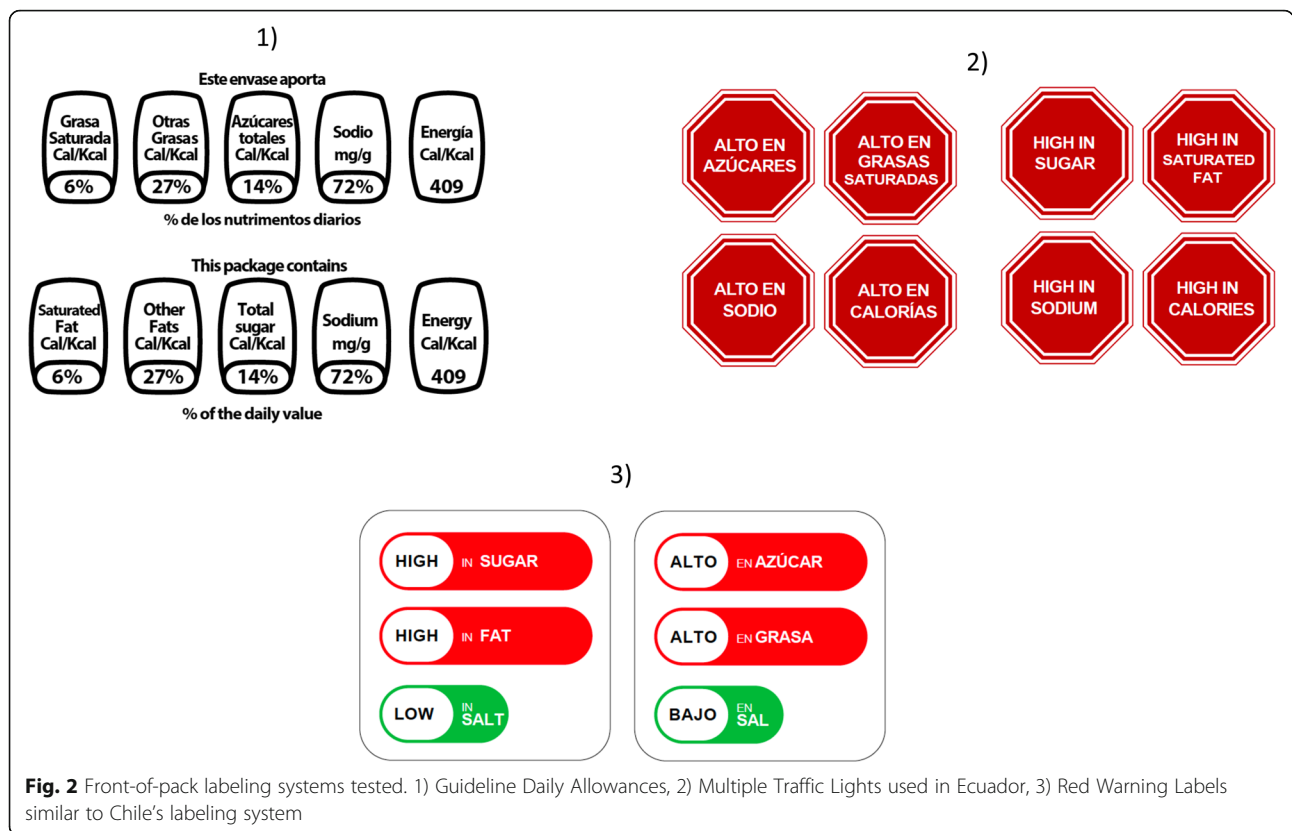 1)
Este envase aporta
Grasa
Saturada
Cal/Kcal
6%
Otras
Grasas
Cal/Kcal
27%
Azúcares
totales
Cal/Kcal
14%
Sodio
mg/g
72%
Energía
Cal/Kcal
409
% de los nutrimentos diarios
This package contains
Saturated
Fat
Cal/Kcal
6%
Other
Fats
Cal/Kcal
27%
Total
sugar
Cal/Kcal
14%
Sodium
mg/g
72%
Energy
Cal/Kcal
409
% of the daily value
2)
ALTO EN
AZÚCARES
ALTO EN
GRASAS
SATURADAS
ALTO EN
SODIO
ALTO EN
CALORÍAS
HIGH IN
SUGAR
HIGH IN
SATURATED
FAT
HIGH IN
SODIUM
HIGH IN
CALORIES
3)
HIGH IN SUGAR
HIGH IN FAT
LOW IN
SALT
ALTO EN AZÚCAR
ALTO EN GRASA
BAJO EN
SAL
Fig. 2 Front-of-pack labeling systems tested. 1) Guideline Daily Allowances, 2) Multiple Traffic Lights used in Ecuador, 3) Red Warning Labels
similar to Chile's labeling system